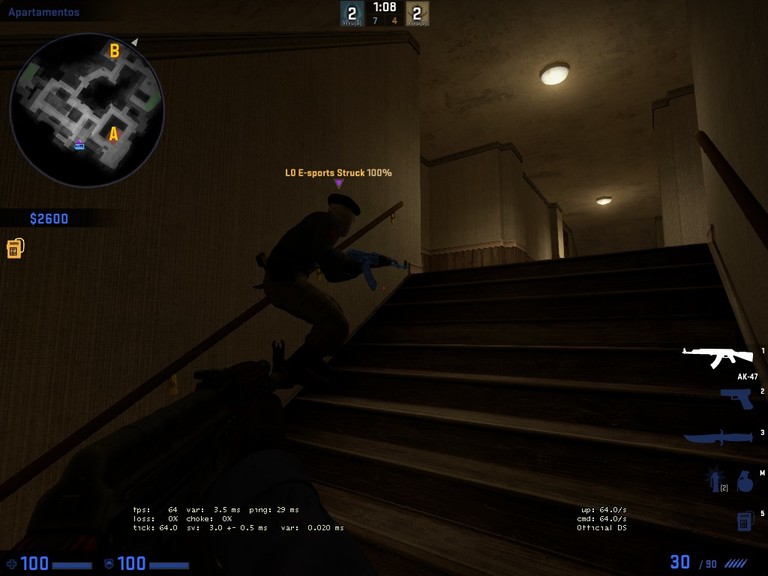 Apartamentos
2 1:08 2
7 4
B
A
L0 E-sports Struck 100%
$2600
1
AK-47
2
3
M
[2]
5
fps: 64 var: 3.5 ms ping: 29 ms
loss: 0% choke: 0%
tick: 64.0 sv: 3.0 +- 0.5 ms var: 0.020 ms
up: 64.0/s
cmd: 64.0/s
Official DS
100 100
30 / 90